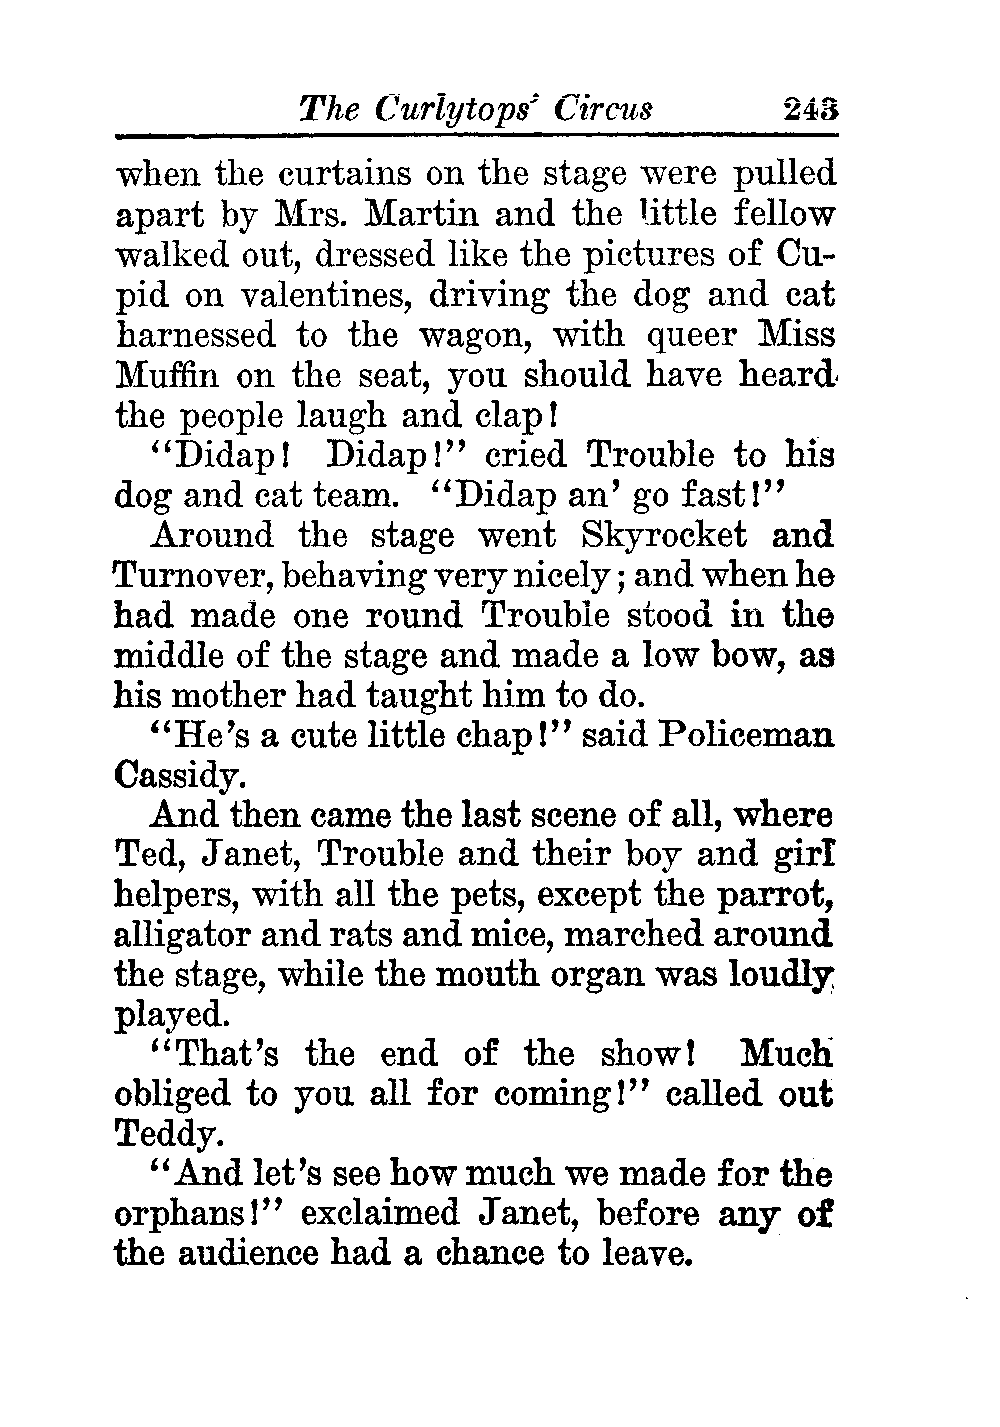 The Curlytops' Circus 243
when the curtains on the stage were pulled
apart by Mrs. Martin and the little fellow
walked out, dressed like the pictures of Cu-
pid on valentines, driving the dog and cat
harnessed to the wagon, with queer Miss
Muffin on the seat, you should have heard
the people laugh and clap!
"Didap! Didap!" cried Trouble to his
dog and cat team. "Didap an' go fast!"
Around the stage went Skyrocket and
Turnover, behaving very nicely; and when he
had made one round Trouble stood in the
middle of the stage and made a low bow, as
his mother had taught him to do.
"He's a cute little chap!" said Policeman
Cassidy.
And then came the last scene of all, where
Ted, Janet, Trouble and their boy and girl
helpers, with all the pets, except the parrot,
alligator and rats and mice, marched around
the stage, while the mouth organ was loudly
played.
"That's the end of the show! Much
obliged to you all for coming!" called out
Teddy.
"And let's see how much we made for the
orphans!" exclaimed Janet, before any of
the audience had a chance to leave.